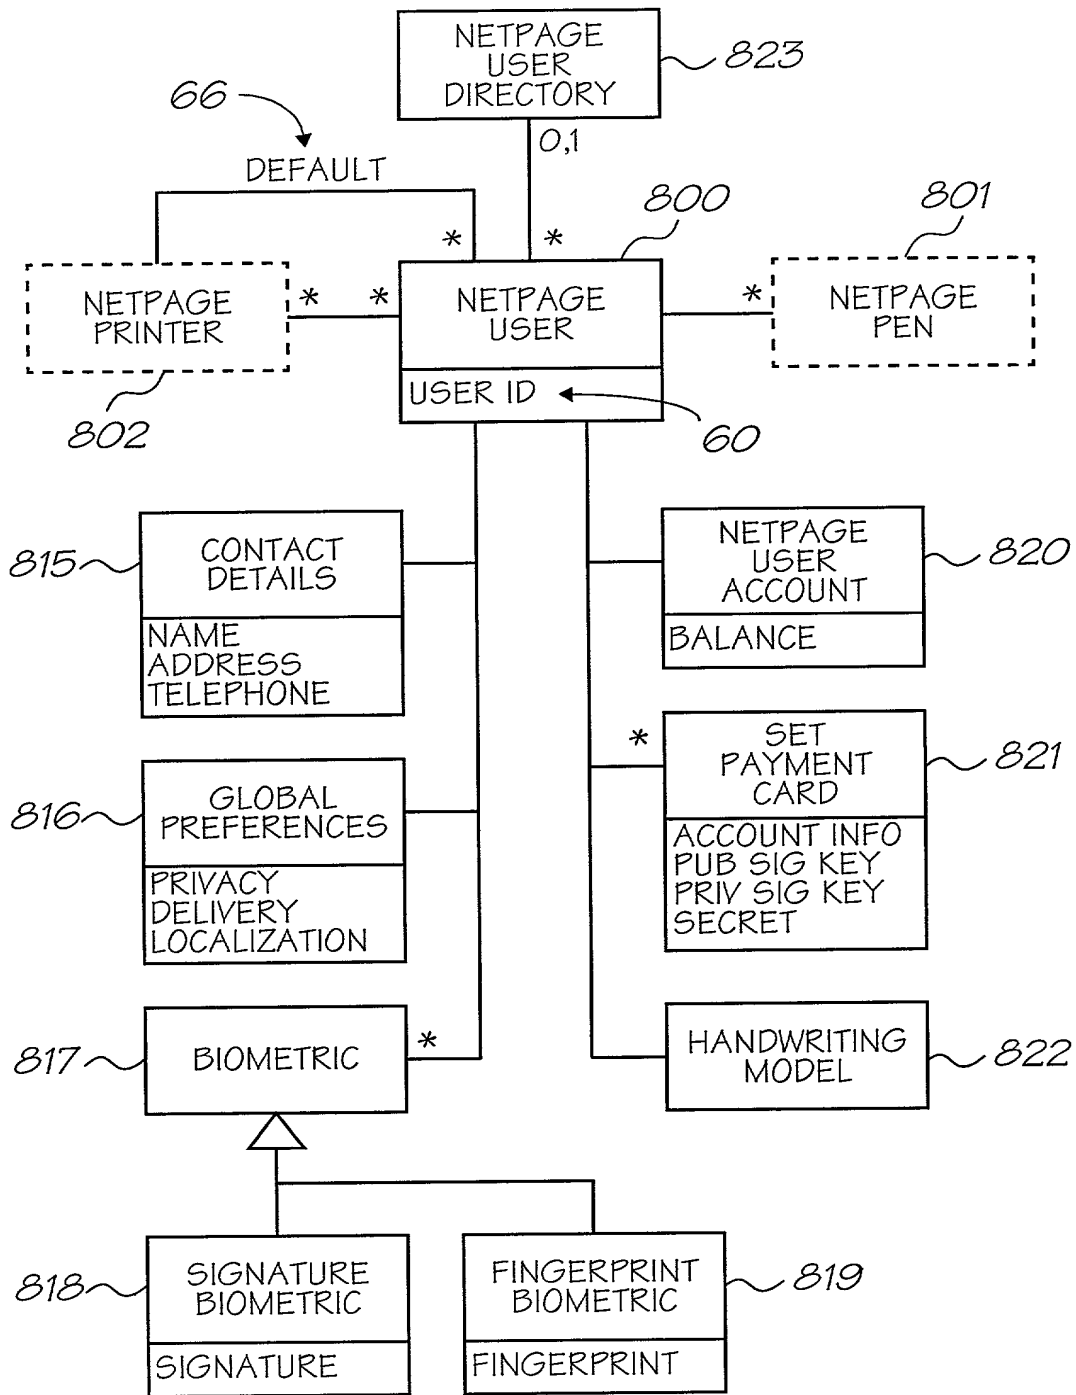 NETPAGE
USER
DIRECTORY
823
66
0,1
DEFAULT
800
801
*
*
NETPAGE
PRINTER
*
*
NETPAGE
USER
*
NETPAGE
PEN
USER ID
802
60
CONTACT
DETAILS
815
NAME
ADDRESS
TELEPHONE
NETPAGE
USER
ACCOUNT
820
BALANCE
*
SET
PAYMENT
CARD
821
ACCOUNT INFO
PUB SIG KEY
PRIV SIG KEY
SECRET
GLOBAL
PREFERENCES
816
PRIVACY
DELIVERY
LOCALIZATION
817
BIOMETRIC
*
HANDWRITING
MODEL
822
818
SIGNATURE
BIOMETRIC
SIGNATURE
FINGERPRINT
BIOMETRIC
819
FINGERPRINT